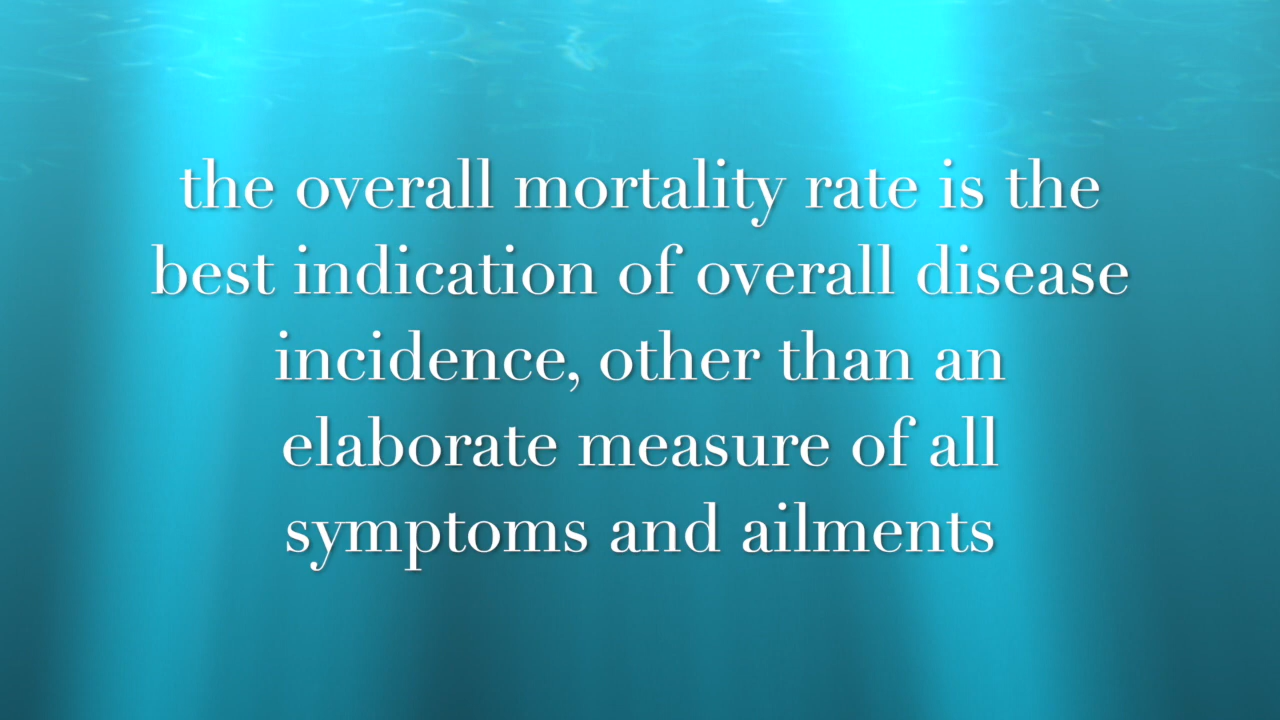 the overall mortality rate is the
best indication of overall disease
incidence, other than an
elaborate measure of all
symptoms and ailments